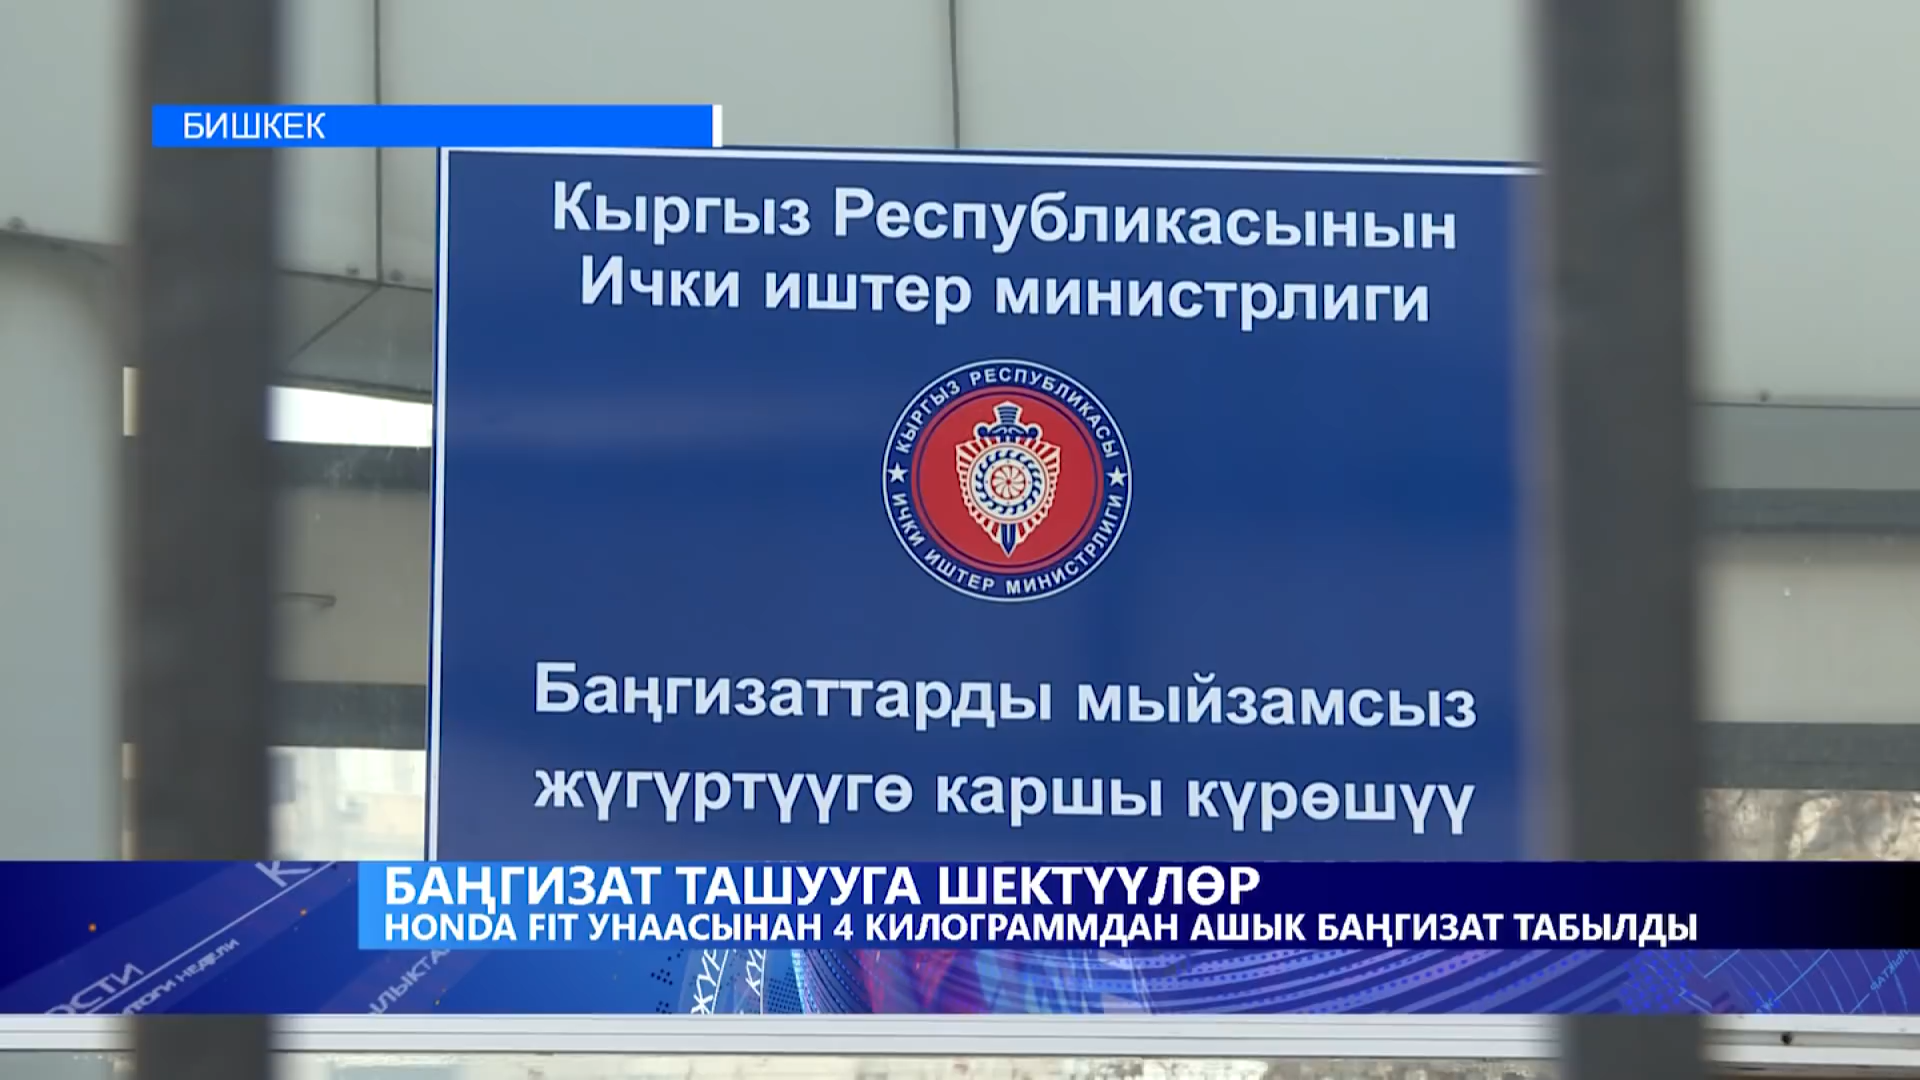 БИШКЕК
Кыргыз Республикасынын
Ички иштер министрлиги
КЫРГЫЗ РЕСПУБЛИКАСЫ
ИЧКИ ИШТЕР МИНИСТРЛИГИ
Баңгизаттарды мыйзамсыз
жүгүртүүгө каршы күрөшүү
БАҢГИЗАТ ТАШУУГА ШЕКТҮҮЛӨР
HONDA FIT УНААСЫНАН 4 КИЛОГРАММДАН АШЫК БАҢГИЗАТ ТАБЫЛДЫ